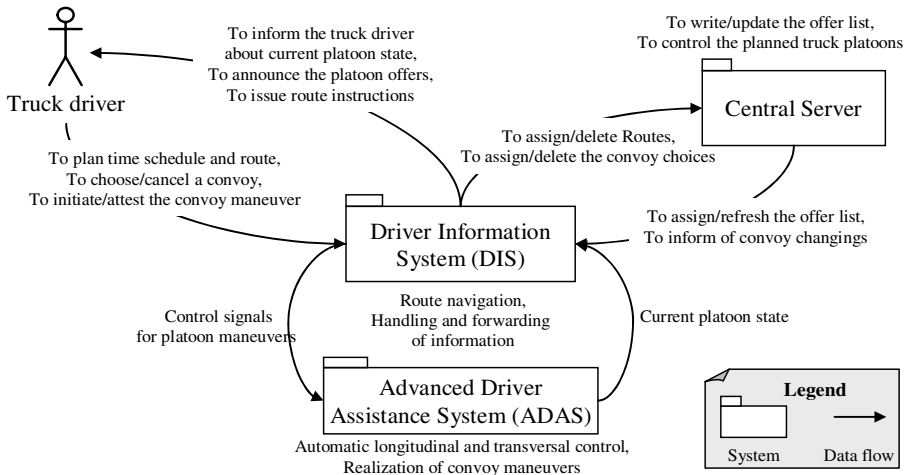 To inform the truck driver
about current platoon state,
To announce the platoon offers,
To issue route instructions
To write/update the offer list,
To control the planned truck platoons
Truck driver
Central Server
To assign/delete Routes,
To assign/delete the convoy choices
To plan time schedule and route,
To choose/cancel a convoy,
To initiate/attest the convoy maneuver
To assign/refresh the offer list,
To inform of convoy changings
Driver Information
System (DIS)
Route navigation,
Handling and forwarding
of information
Control signals
for platoon maneuvers
Current platoon state
Advanced Driver
Assistance System (ADAS)
Automatic longitudinal and transversal control,
Realization of convoy maneuvers
Legend
System
Data flow